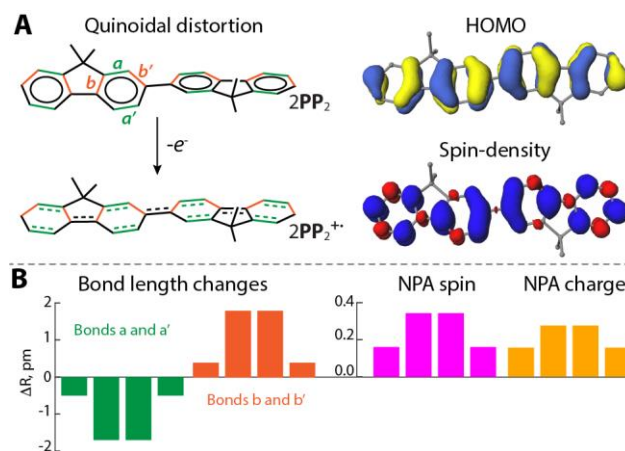 A Quinoidal distortion HOMO
a b' b a' 2PP₂
-e⁻ Spin-density
2PP₂⁺·
B Bond length changes NPA spin NPA charge
2 0.4
Bonds a and a'
1
ΔR, pm 0 0.2
-1 Bonds b and b'
-2 0.0